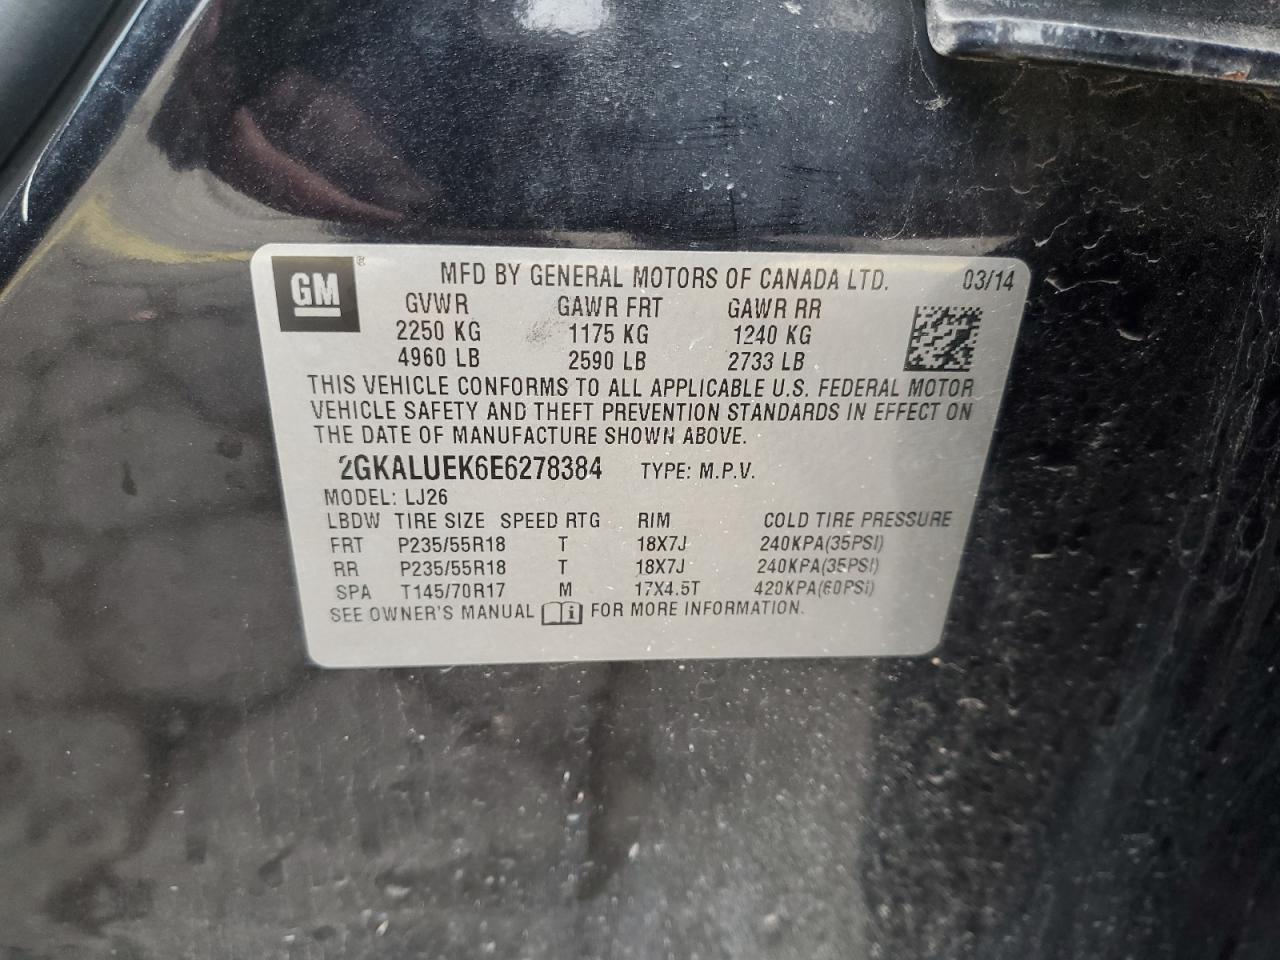 GM ®
MFD BY GENERAL MOTORS OF CANADA LTD. 03/14
GVWR GAWR FRT GAWR RR
2250 KG 1175 KG 1240 KG
4960 LB 2590 LB 2733 LB
THIS VEHICLE CONFORMS TO ALL APPLICABLE U.S. FEDERAL MOTOR
VEHICLE SAFETY AND THEFT PREVENTION STANDARDS IN EFFECT ON
THE DATE OF MANUFACTURE SHOWN ABOVE.
2GKALUEK6E6278384 TYPE: M.P.V.
MODEL: LJ26
LBDW TIRE SIZE SPEED RTG RIM COLD TIRE PRESSURE
FRT P235/55R18 T 18X7J 240KPA(35PSI)
RR P235/55R18 T 18X7J 240KPA(35PSI)
SPA T145/70R17 M 17X4.5T 420KPA(60PSI)
SEE OWNER'S MANUAL FOR MORE INFORMATION.